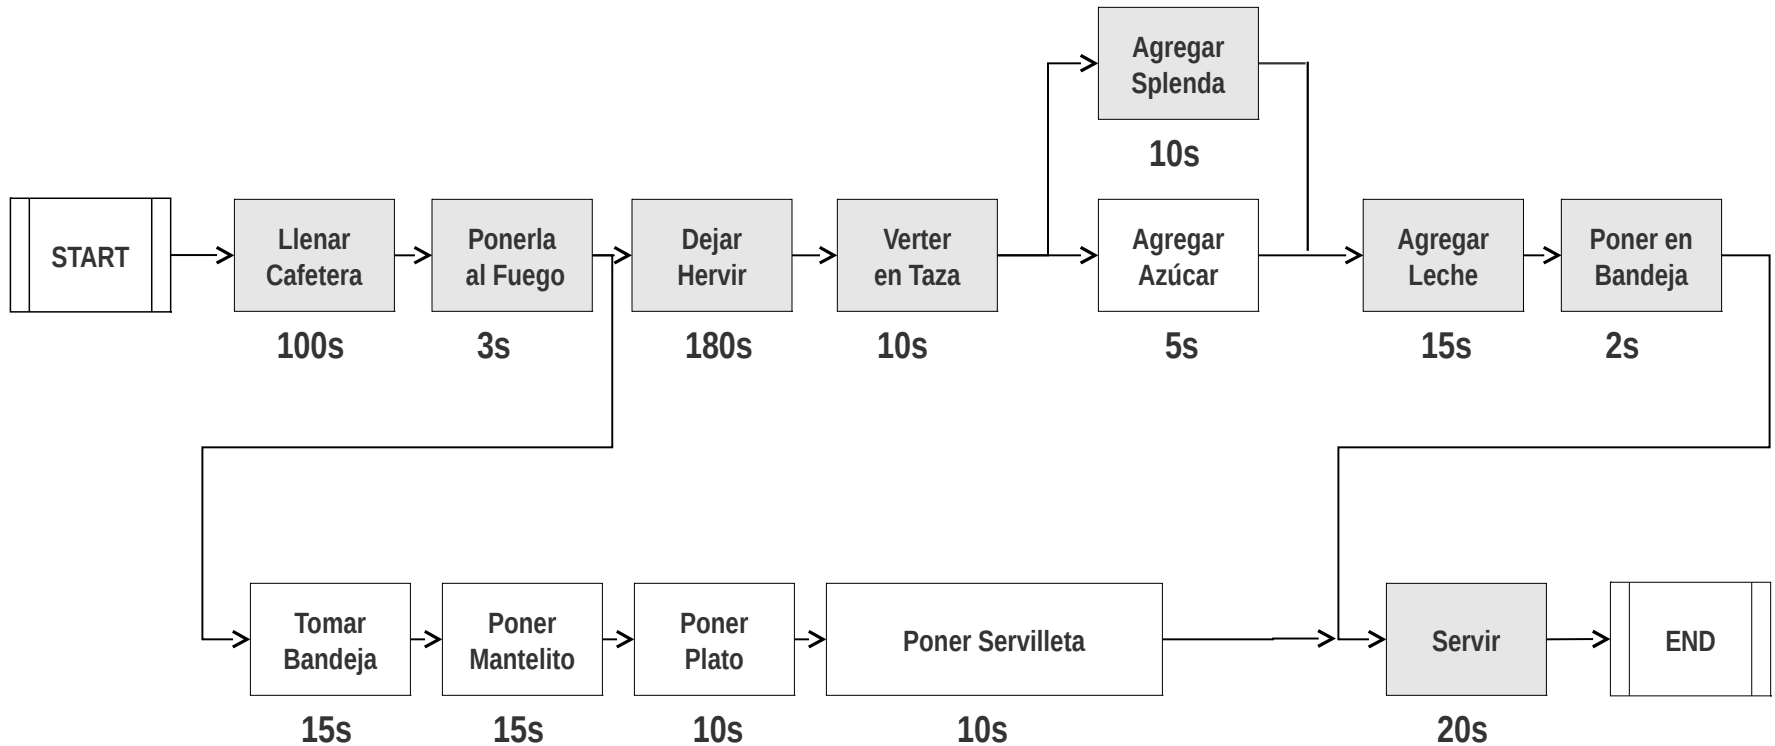 Agregar
Splenda
10s
START
Llenar
Cafetera
100s
Ponerla
al Fuego
3s
Dejar
Hervir
180s
Verter
en Taza
10s
Agregar
Azúcar
5s
Agregar
Leche
15s
Poner en
Bandeja
2s
Tomar
Bandeja
15s
Poner
Mantelito
15s
Poner
Plato
10s
Poner Servilleta
10s
Servir
20s
END